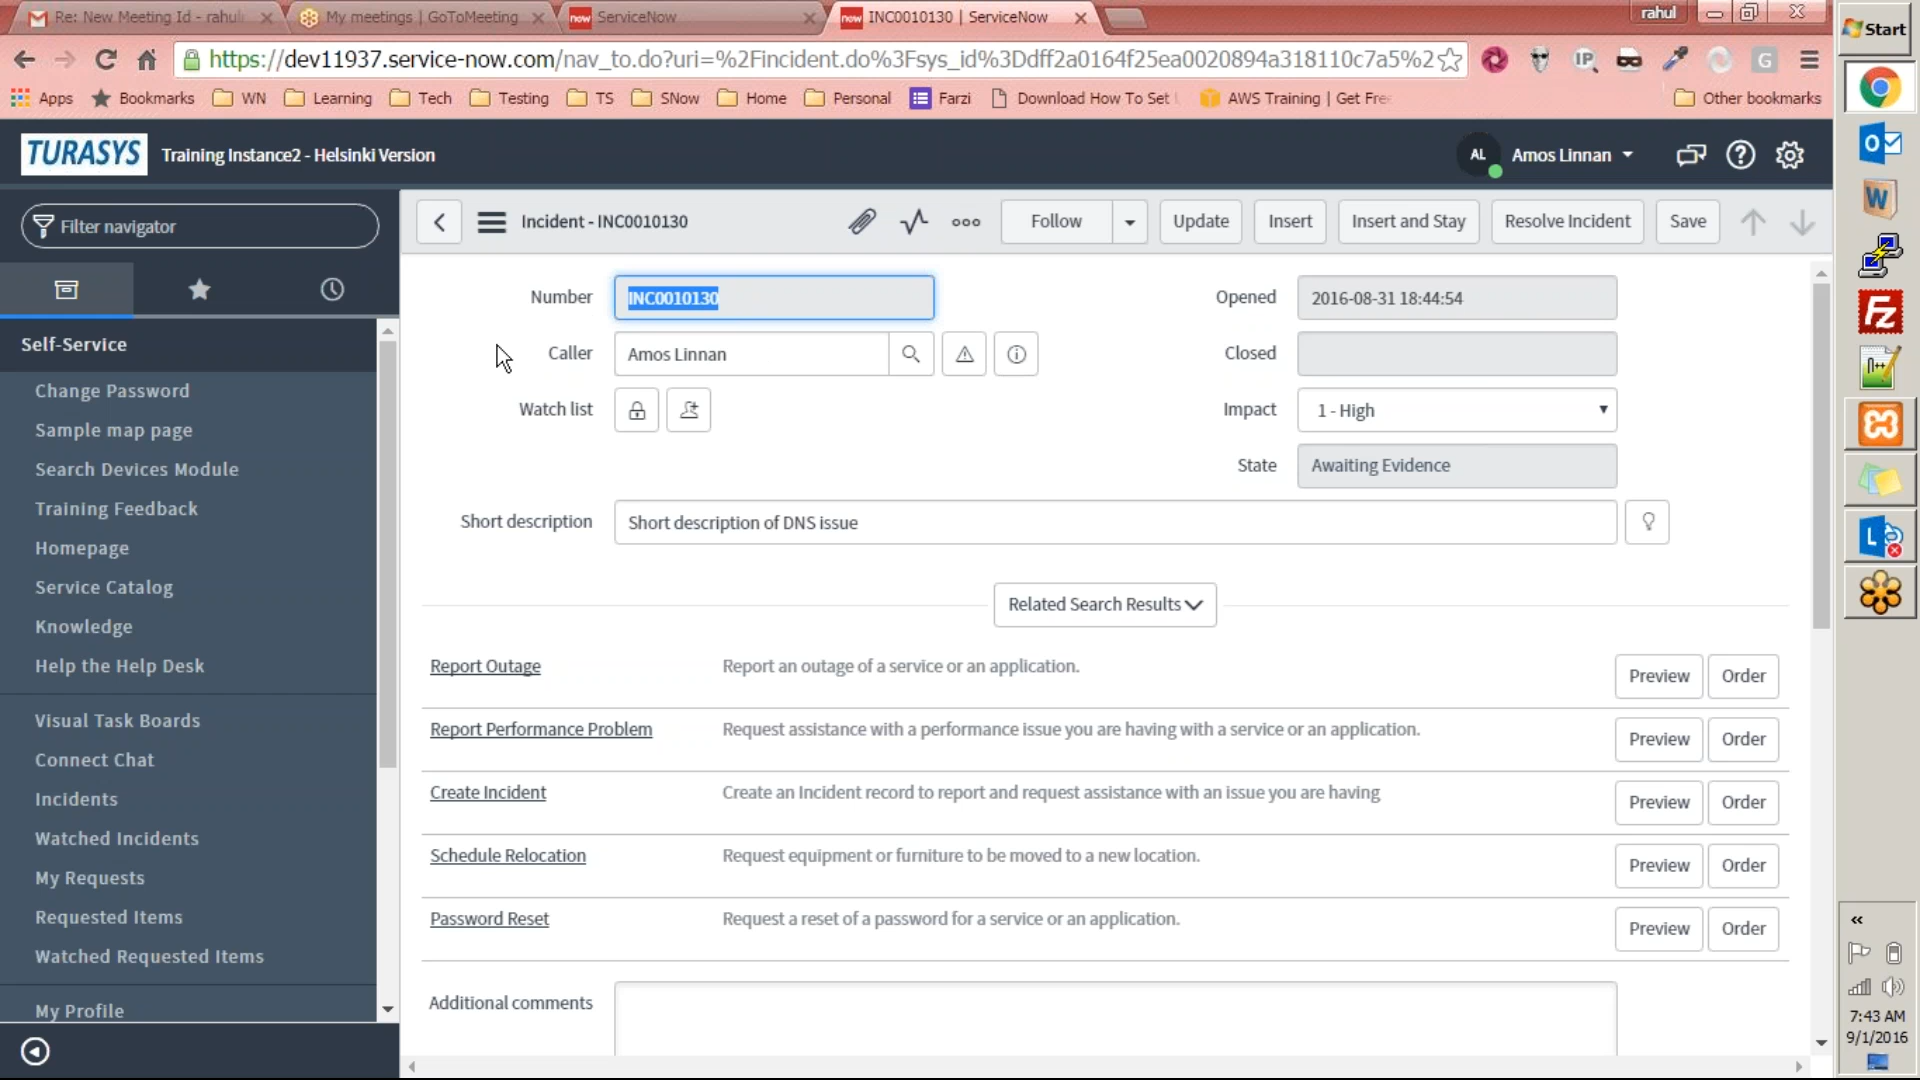 Re: New Meeting Id - rahul
My meetings | GoToMeeting
now ServiceNow
now INC0010130 | ServiceNow
rahul
Start
https://dev11937.service-now.com/nav_to.do?uri=%2Fincident.do%3Fsys_id%3Ddff2a0164f25ea0020894a318110c7a5%2
Apps
Bookmarks
WN
Learning
Tech
Testing
TS
SNow
Home
Personal
Farzi
Download How To Set
AWS Training | Get Free
Other bookmarks
TURASYS
Training Instance2 - Helsinki Version
AL
Amos Linnan
Filter navigator
Incident - INC0010130
Follow
Update
Insert
Insert and Stay
Resolve Incident
Save
Self-Service
Change Password
Sample map page
Search Devices Module
Training Feedback
Homepage
Service Catalog
Knowledge
Help the Help Desk
Visual Task Boards
Connect Chat
Incidents
Watched Incidents
My Requests
Requested Items
Watched Requested Items
My Profile
Number INC0010130
Opened 2016-08-31 18:44:54
Caller Amos Linnan
Closed
Watch list
Impact 1 - High
State Awaiting Evidence
Short description Short description of DNS issue
Related Search Results
Report Outage Report an outage of a service or an application. Preview Order
Report Performance Problem Request assistance with a performance issue you are having with a service or an application. Preview Order
Create Incident Create an Incident record to report and request assistance with an issue you are having Preview Order
Schedule Relocation Request equipment or furniture to be moved to a new location. Preview Order
Password Reset Request a reset of a password for a service or an application. Preview Order
Additional comments
7:43 AM
9/1/2016